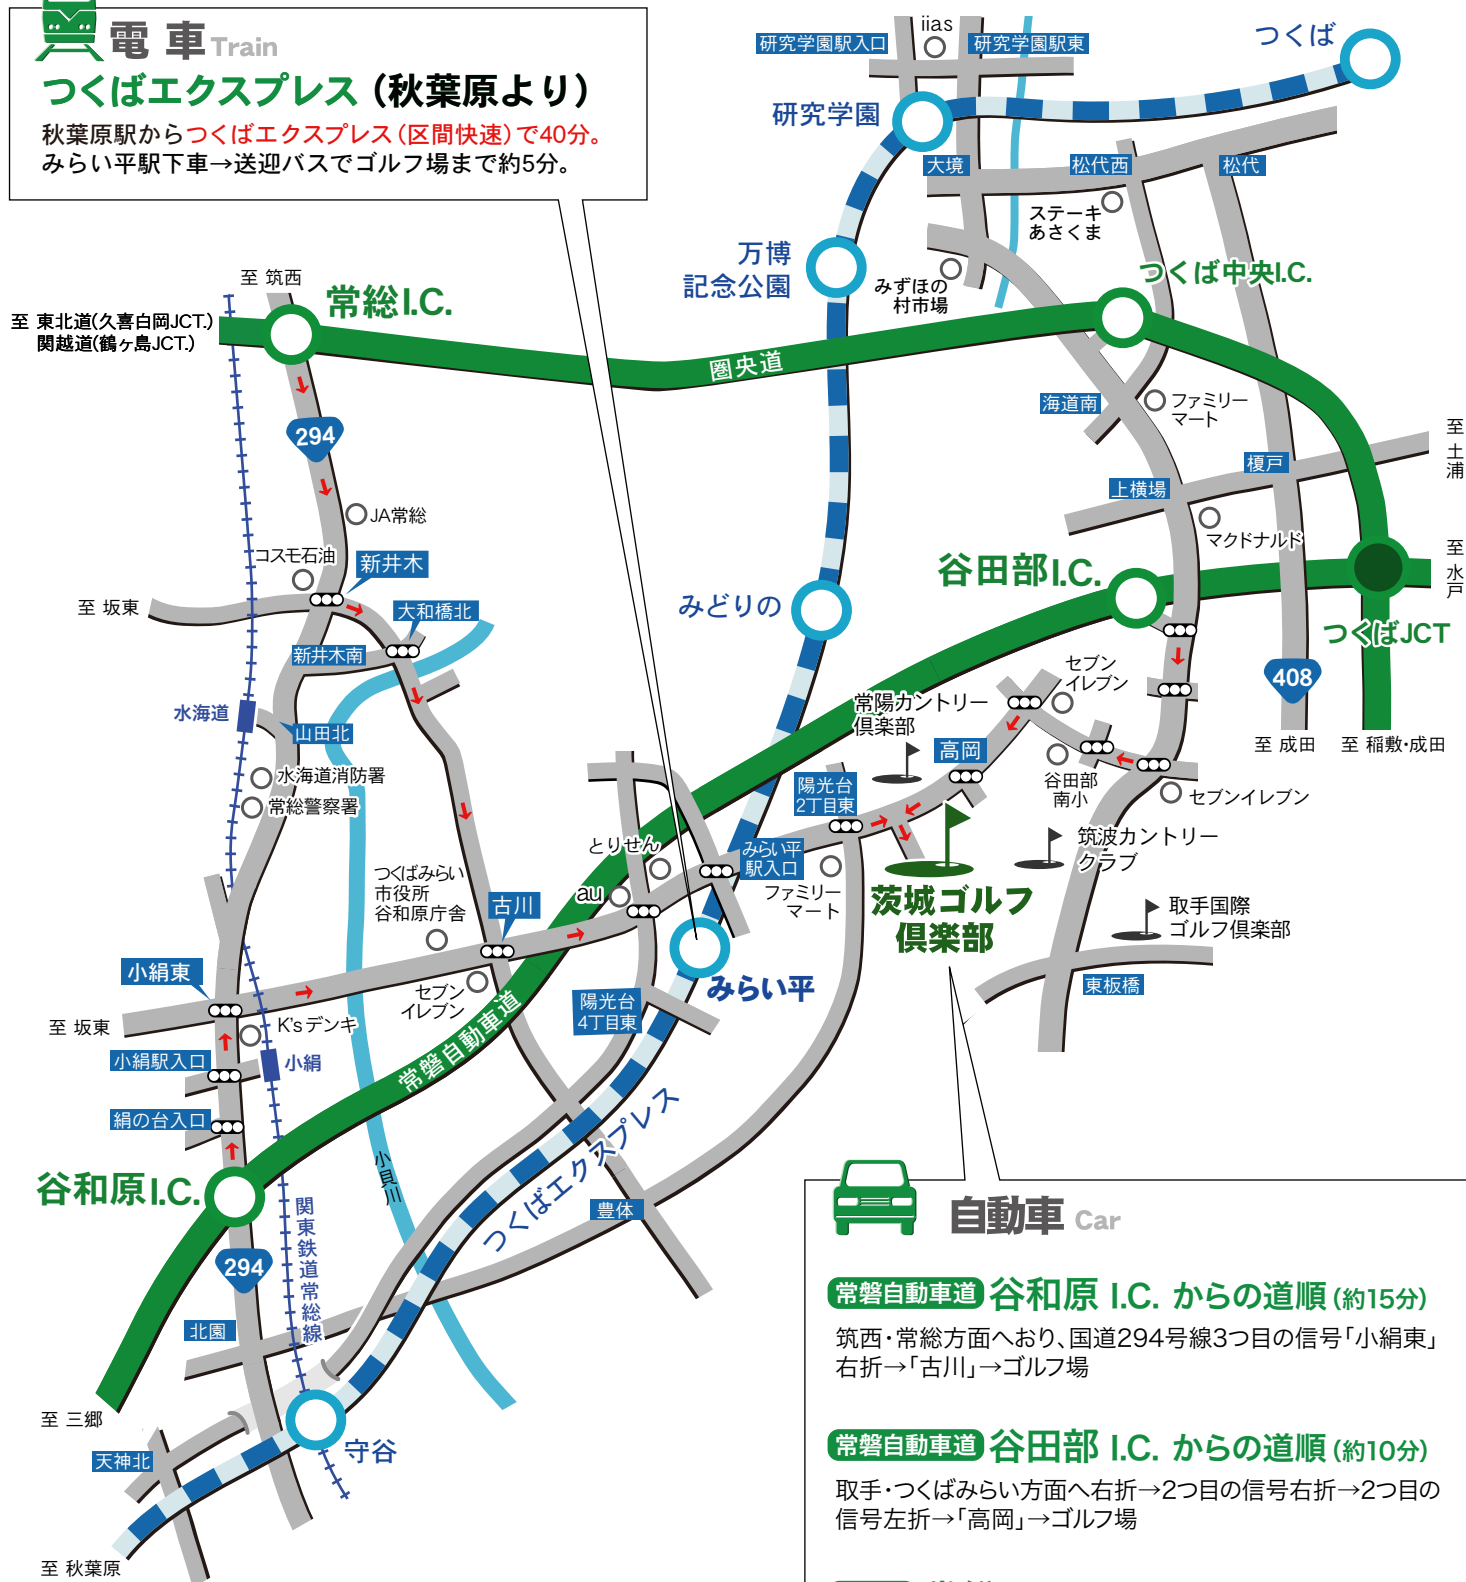 電車 Train
つくばエクスプレス（秋葉原より）
秋葉原駅からつくばエクスプレス（区間快速）で40分。
みらい平駅下車→送迎バスでゴルフ場まで約5分。
iias
研究学園駅入口
研究学園駅東
つくば
研究学園
大境
松代西
松代
ステーキ
あさくま
万博
記念公園
みずほの
村市場
つくば中央I.C.
至 筑西
常総I.C.
至 東北道(久喜白岡JCT.)
関越道(鶴ヶ島JCT.)
圏央道
海道南
ファミリー
マート
294
至 土浦
榎戸
上横場
マクドナルド
JA常総
コスモ石油
新井木
至 水戸
谷田部I.C.
至 坂東
大和橋北
みどりの
つくばJCT
新井木南
セブン
イレブン
408
水海道
山田北
常陽カントリー
倶楽部
高岡
至 成田
至 稲敷・成田
水海道消防署
常総警察署
陽光台
2丁目東
谷田部
南小
セブンイレブン
とりせん
みらい平
駅入口
筑波カントリー
クラブ
つくばみらい
市役所
谷和原庁舎
au
ファミリー
マート
古川
茨城ゴルフ
倶楽部
取手国際
ゴルフ倶楽部
小絹東
セブン
イレブン
みらい平
東板橋
陽光台
4丁目東
至 坂東
K'sデンキ
小絹駅入口
小絹
常磐自動車道
絹の台入口
つくばエクスプレス
小貝川
谷和原I.C.
豊体
関東鉄道常総線
294
北園
至 三郷
守谷
天神北
至 秋葉原
自動車 Car
常磐自動車道 谷和原 I.C. からの道順（約15分）
筑西・常総方面へおり、国道294号線3つ目の信号「小絹東」
右折→「古川」→ゴルフ場
常磐自動車道 谷田部 I.C. からの道順（約10分）
取手・つくばみらい方面へ右折→2つ目の信号右折→2つ目の
信号左折→「高岡」→ゴルフ場